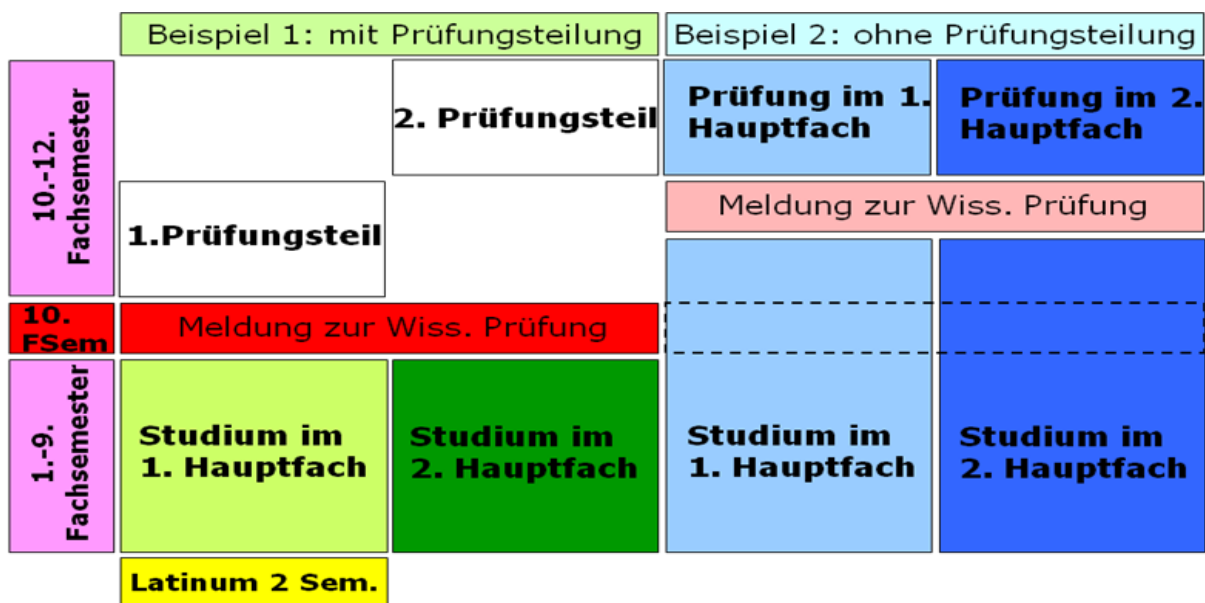 Beispiel 1: mit Prüfungsteilung
Beispiel 2: ohne Prüfungsteilung
10.-12.
Fachsemester
2. Prüfungsteil
Prüfung im 1.
Hauptfach
Prüfung im 2.
Hauptfach
1.Prüfungsteil
Meldung zur Wiss. Prüfung
10.
FSem
Meldung zur Wiss. Prüfung
1.-9.
Fachsemester
Studium im
1. Hauptfach
Studium im
2. Hauptfach
Studium im
1. Hauptfach
Studium im
2. Hauptfach
Latinum 2 Sem.